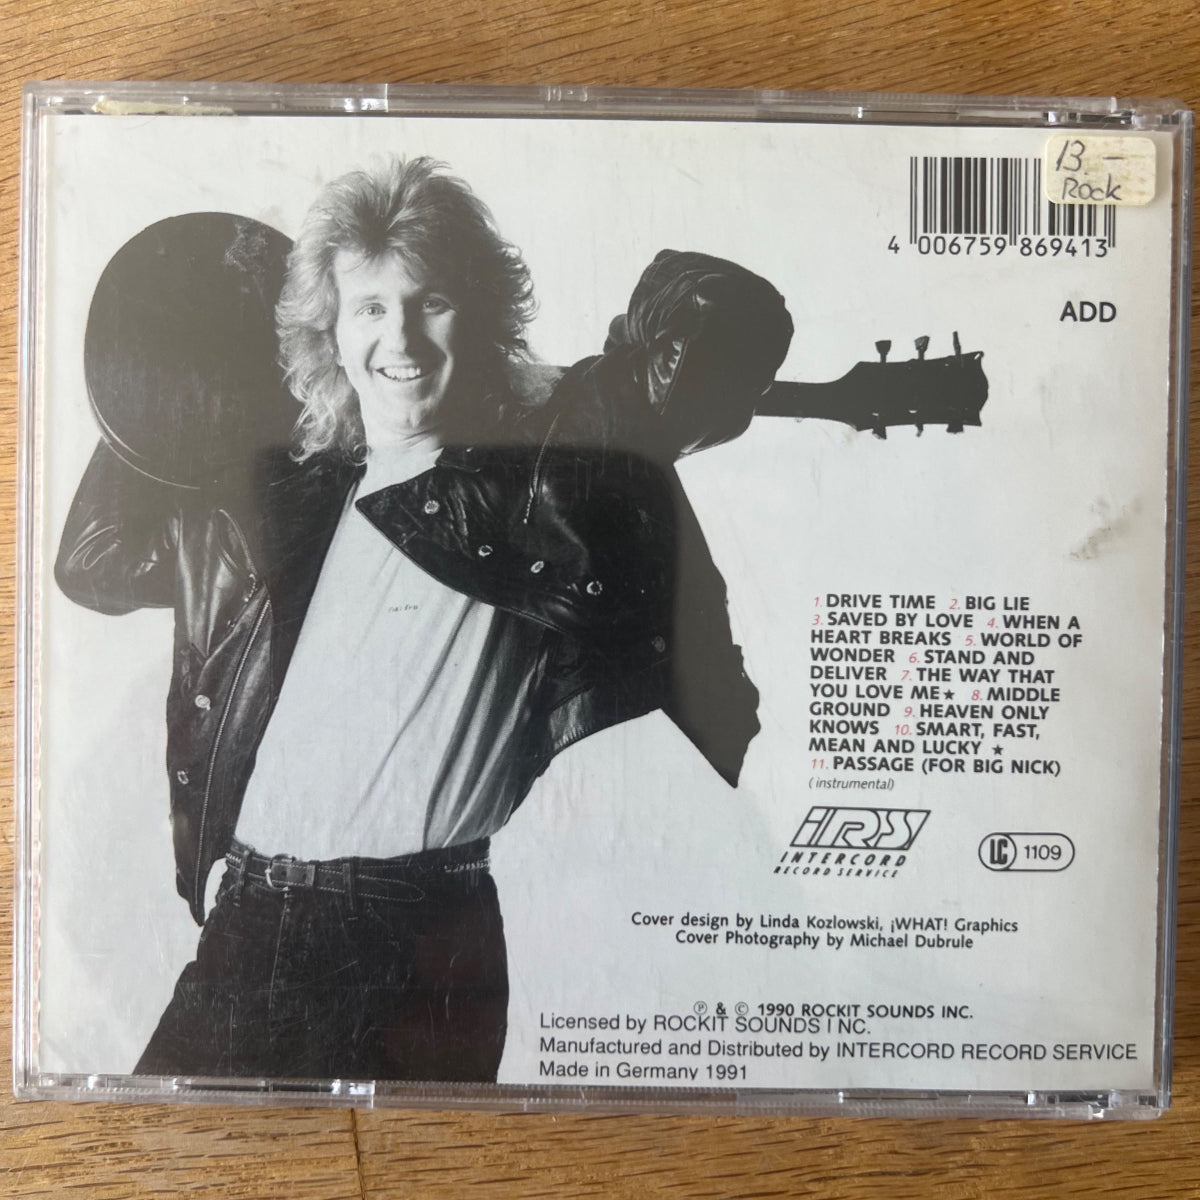 13.–
Rock
4 006759 869413
ADD
1. DRIVE TIME 2. BIG LIE
3. SAVED BY LOVE 4. WHEN A
HEART BREAKS 5. WORLD OF
WONDER 6. STAND AND
DELIVER 7. THE WAY THAT
YOU LOVE ME★ 8. MIDDLE
GROUND 9. HEAVEN ONLY
KNOWS 10. SMART, FAST,
MEAN AND LUCKY ★
11. PASSAGE (FOR BIG NICK)
(instrumental)
IRS
INTERCORD
RECORD SERVICE
LC 1109
Cover design by Linda Kozlowski, ¡WHAT! Graphics
Cover Photography by Michael Dubrule
℗ & © 1990 ROCKIT SOUNDS INC.
Licensed by ROCKIT SOUNDS I NC.
Manufactured and Distributed by INTERCORD RECORD SERVICE
Made in Germany 1991